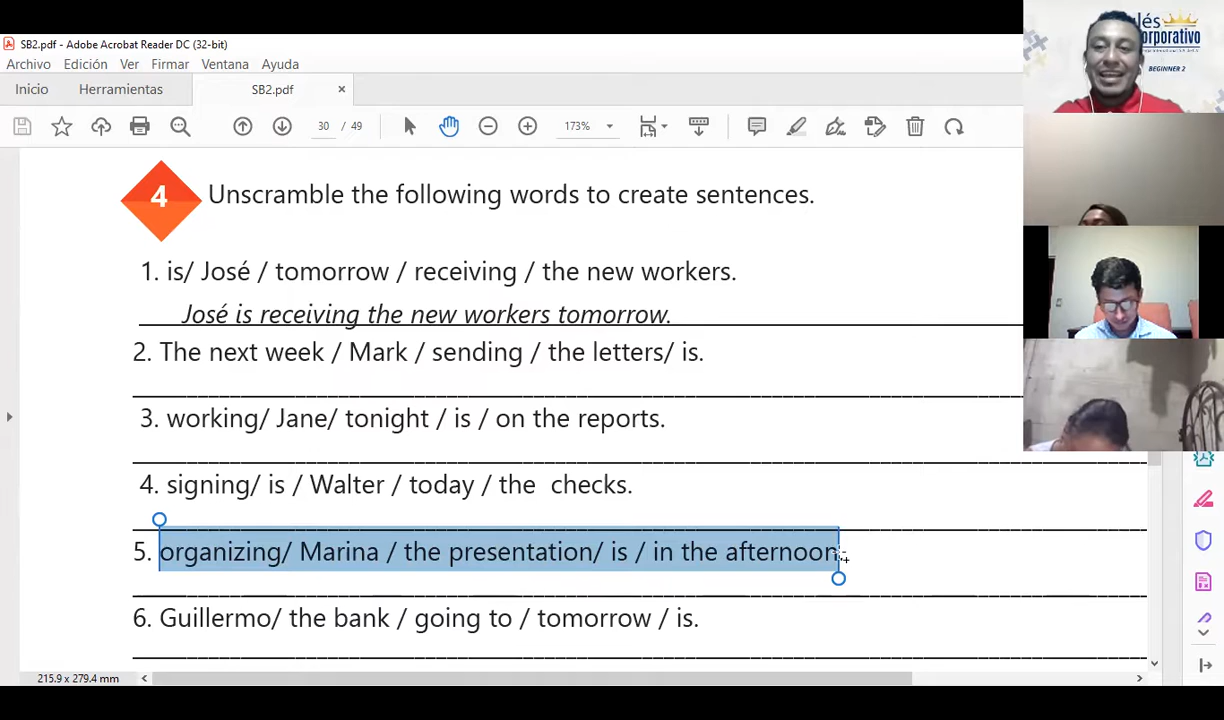 SB2.pdf - Adobe Acrobat Reader DC (32-bit)
Archivo Edición Ver Firmar Ventana Ayuda
Inicio Herramientas SB2.pdf ×
30 / 49 173%
4 Unscramble the following words to create sentences.
1. is/ José / tomorrow / receiving / the new workers.
José is receiving the new workers tomorrow.
2. The next week / Mark / sending / the letters/ is.
3. working/ Jane/ tonight / is / on the reports.
4. signing/ is / Walter / today / the checks.
5. organizing/ Marina / the presentation/ is / in the afternoon
6. Guillermo/ the bank / going to / tomorrow / is.
215.9 x 279.4 mm
BEGINNER 2